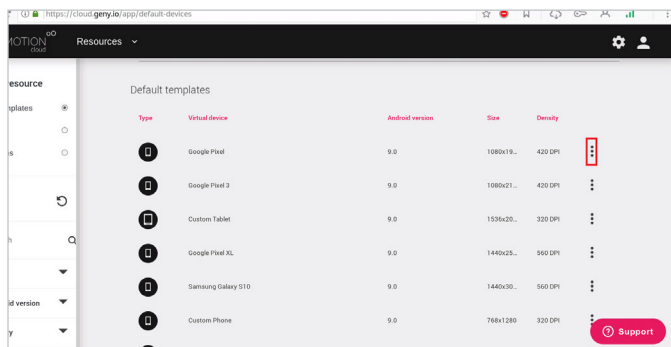 https://cloud.geny.io/app/default-devices
MOTION oO
cloud
Resources
esource
mplates
s
h
id version
y
Default templates
Type Virtual device Android version Size Density
Google Pixel 9.0 1080x19... 420 DPI
Google Pixel 3 9.0 1080x21... 420 DPI
Custom Tablet 9.0 1536x20... 320 DPI
Google Pixel XL 9.0 1440x25... 560 DPI
Samsung Galaxy S10 9.0 1440x30... 560 DPI
Custom Phone 9.0 768x1280 320 DPI
Support